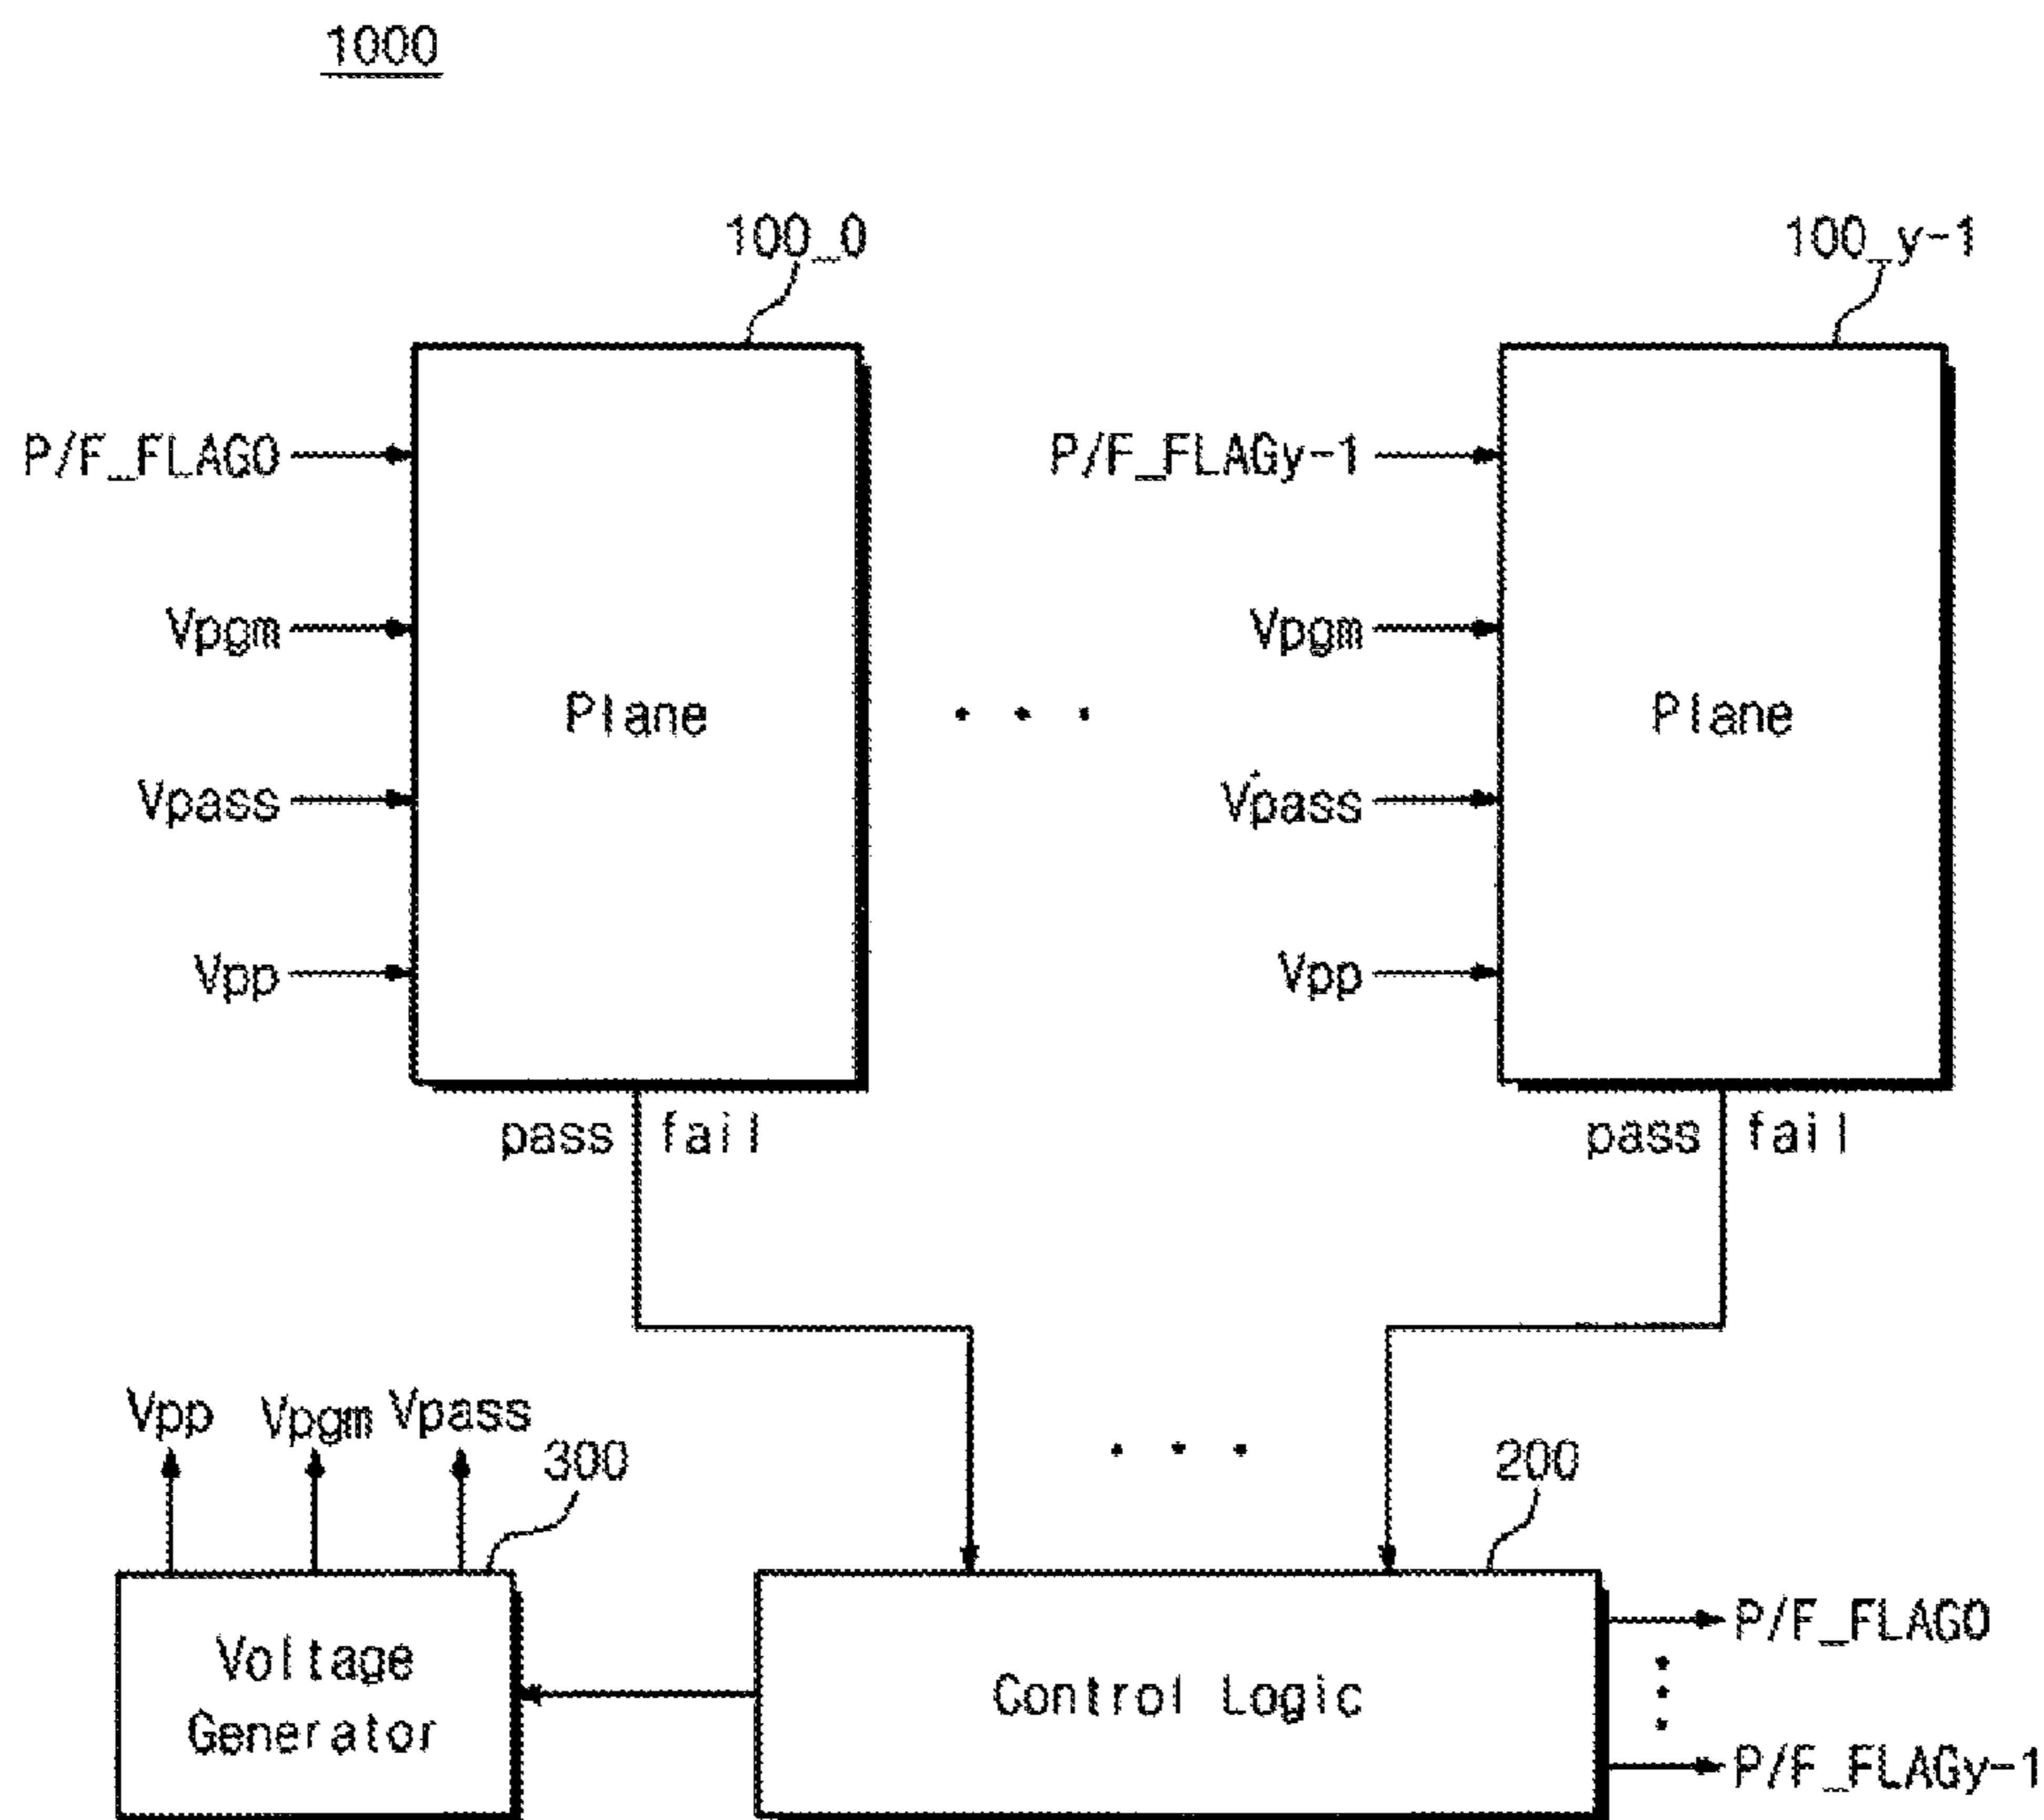 1000
100_0
100_y-1
P/F_FLAG0
P/F_FLAGy-1
Vpgm
Vpgm
Plane
Plane
Vpass
Vpass
Vpp
Vpp
pass fail
pass fail
Vpp Vpgm Vpass
300
200
Voltage
Generator
Control Logic
P/F_FLAG0
P/F_FLAGy-1